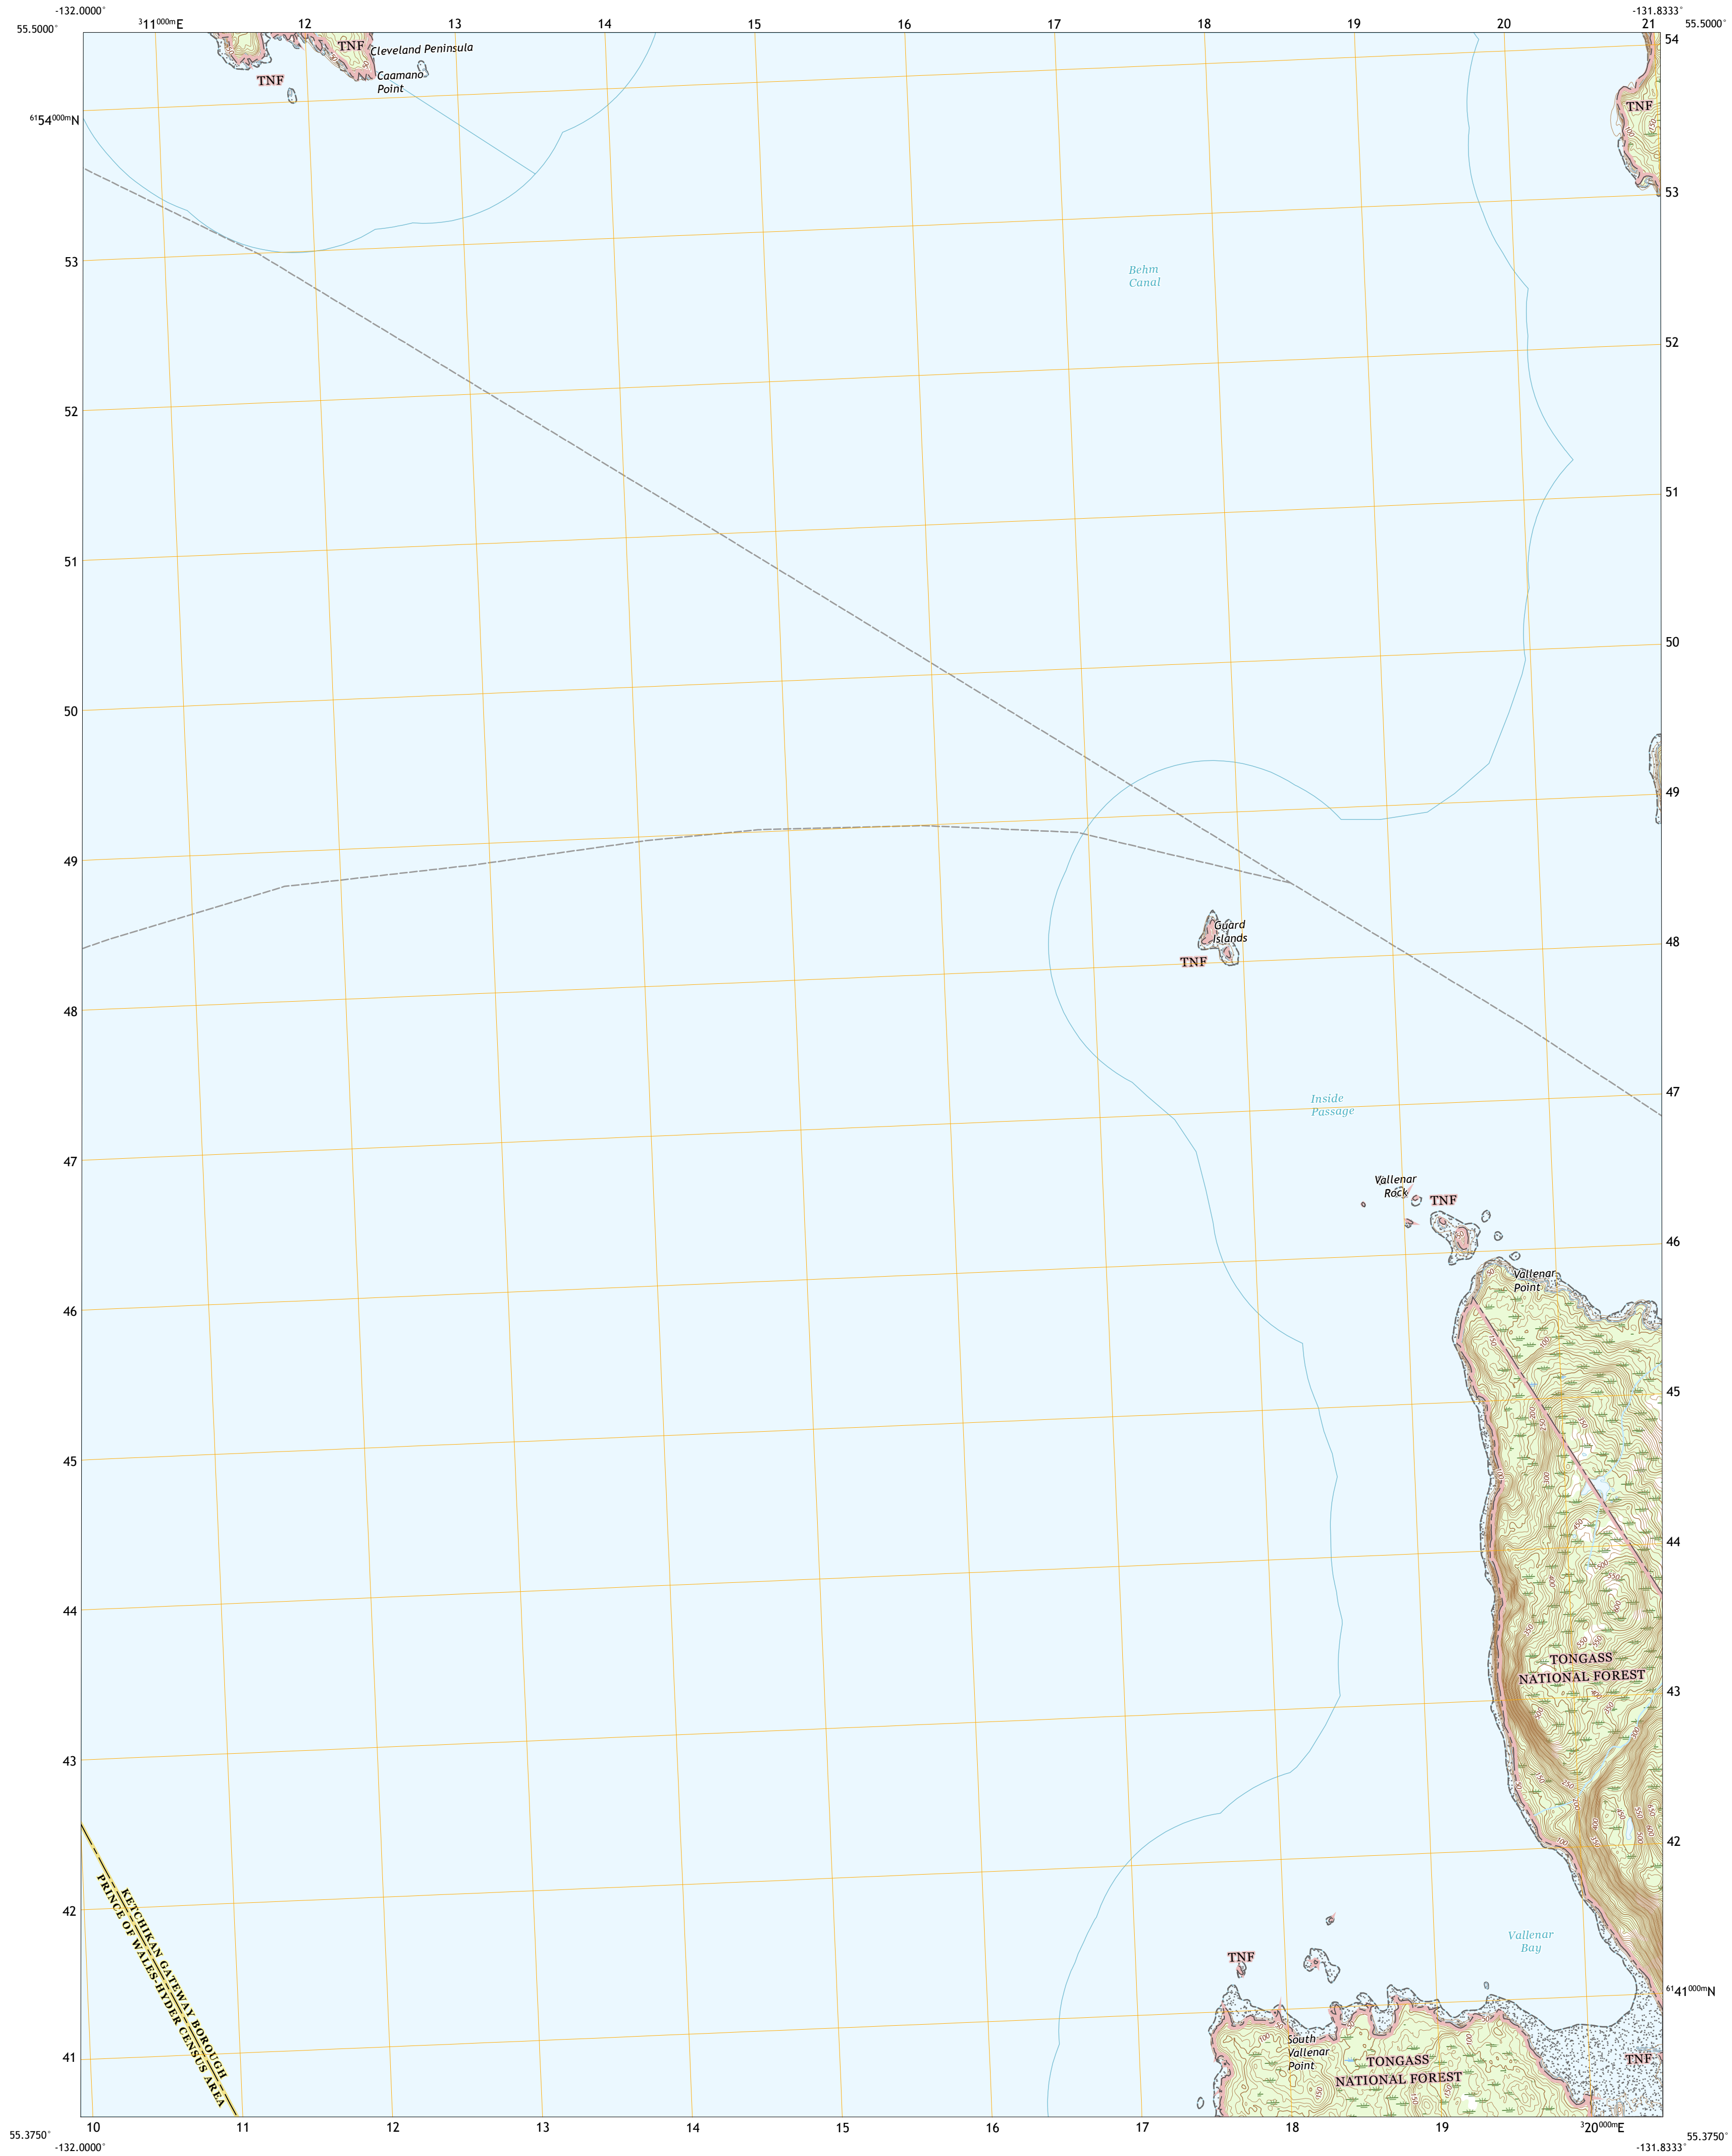 -132.0000°
-131.8333°
55.5000°
³11⁰⁰⁰ᵐE
12
13
14
15
16
17
18
19
20
21
55.5000°
54
TNF
Cleveland Peninsula
TNF
Caamano
Point
TNF
⁶¹54⁰⁰⁰ᵐN
53
53
Behm
Canal
52
52
51
51
50
50
49
49
Guard
Islands
48
TNF
48
47
Inside
Passage
47
Vallenar
Rock
TNF
46
Vallenar
Point
46
45
45
44
44
TONGASS
NATIONAL FOREST
43
43
42
KETCHIKAN GATEWAY BOROUGH
PRINCE OF WALES-HYDER CENSUS AREA
42
Vallenar
Bay
TNF
⁶¹41⁰⁰⁰ᵐN
41
South
Vallenar
Point
TONGASS
NATIONAL FOREST
TNF
10
11
12
13
14
15
16
17
18
19
³20⁰⁰⁰ᵐE
55.3750°
55.3750°
-132.0000°
-131.8333°